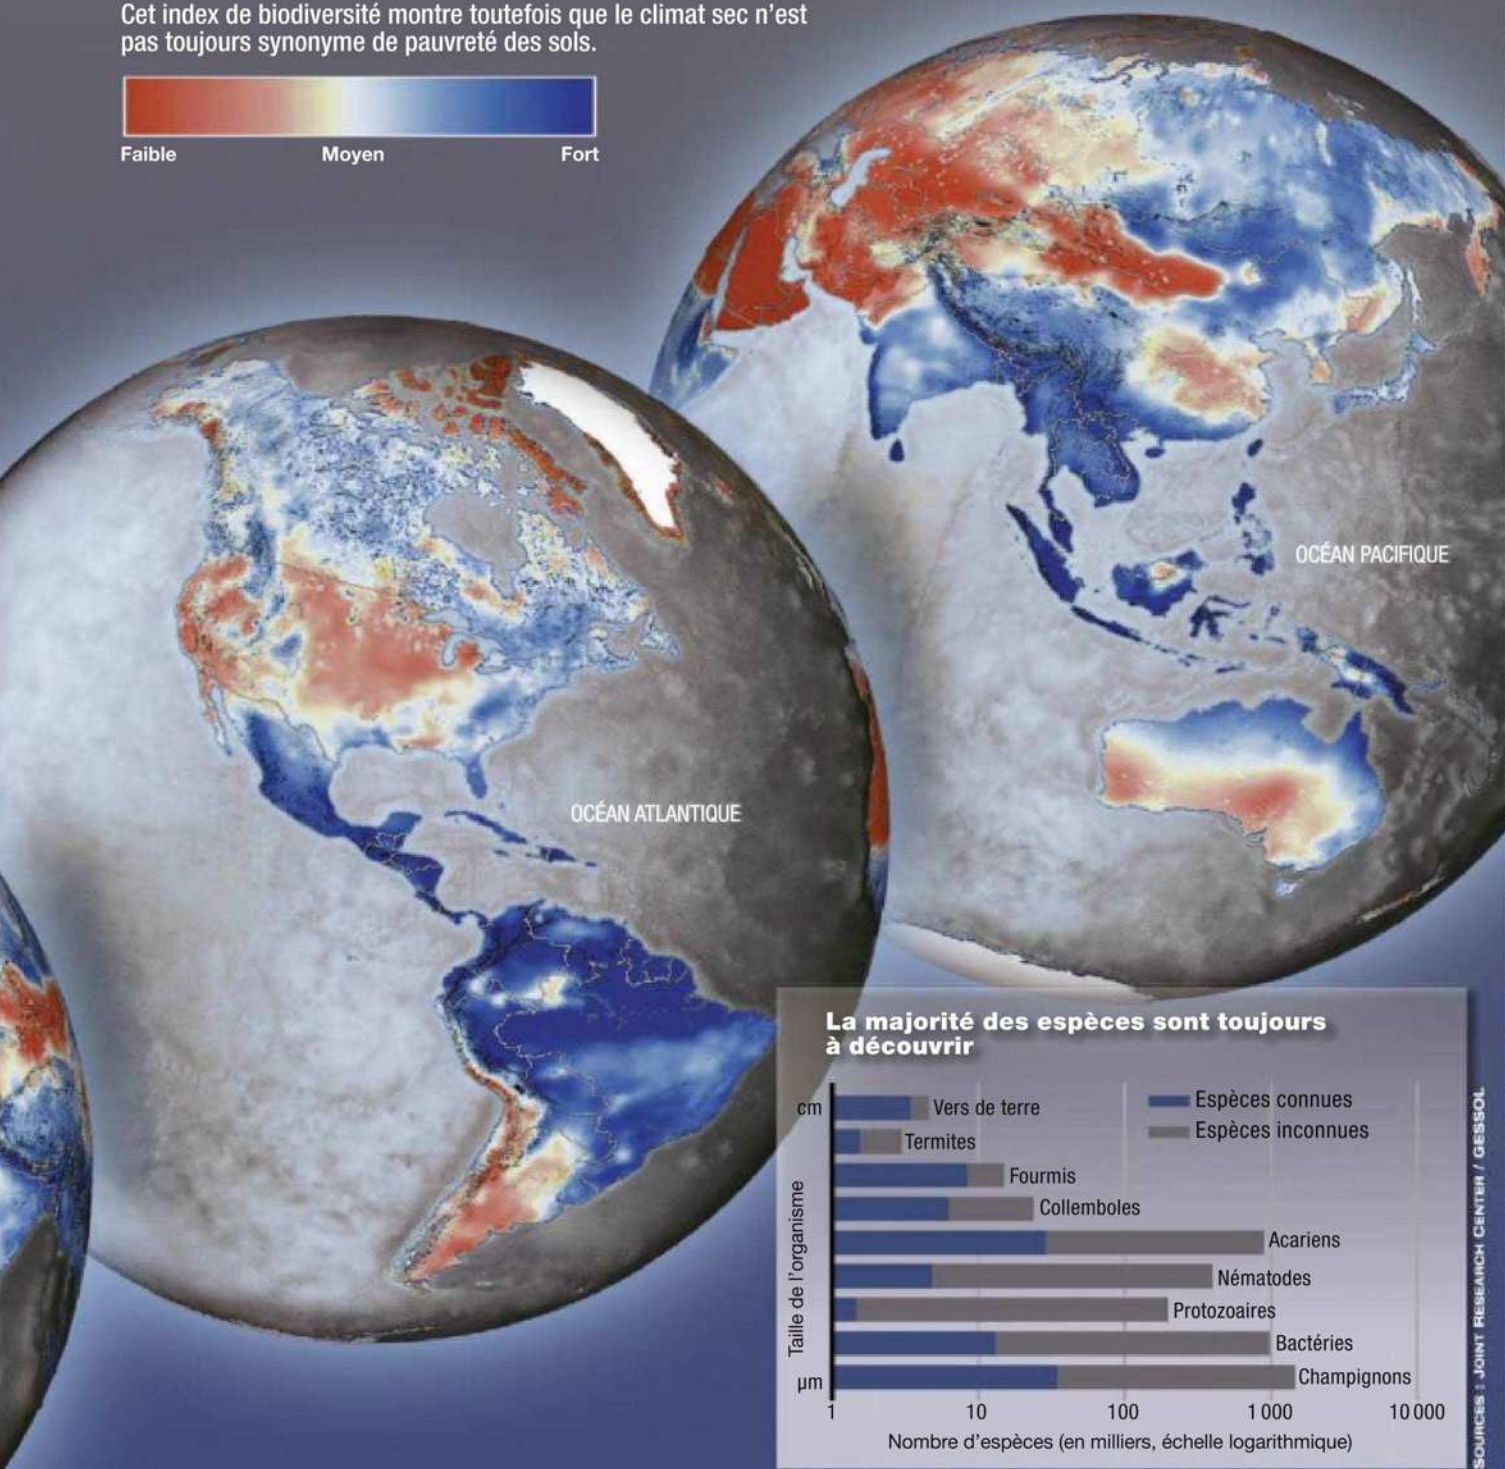 Cet index de biodiversité montre toutefois que le climat sec n'est
pas toujours synonyme de pauvreté des sols.
Faible Moyen Fort
OCÉAN PACIFIQUE
OCÉAN ATLANTIQUE
La majorité des espèces sont toujours
à découvrir
Espèces connues
Espèces inconnues
Taille de l'organisme
cm
µm
Vers de terre
Termites
Fourmis
Collemboles
Acariens
Nématodes
Protozoaires
Bactéries
Champignons
1 10 100 1 000 10 000
Nombre d'espèces (en milliers, échelle logarithmique)
SOURCES : JOINT RESEARCH CENTER / GESSOL